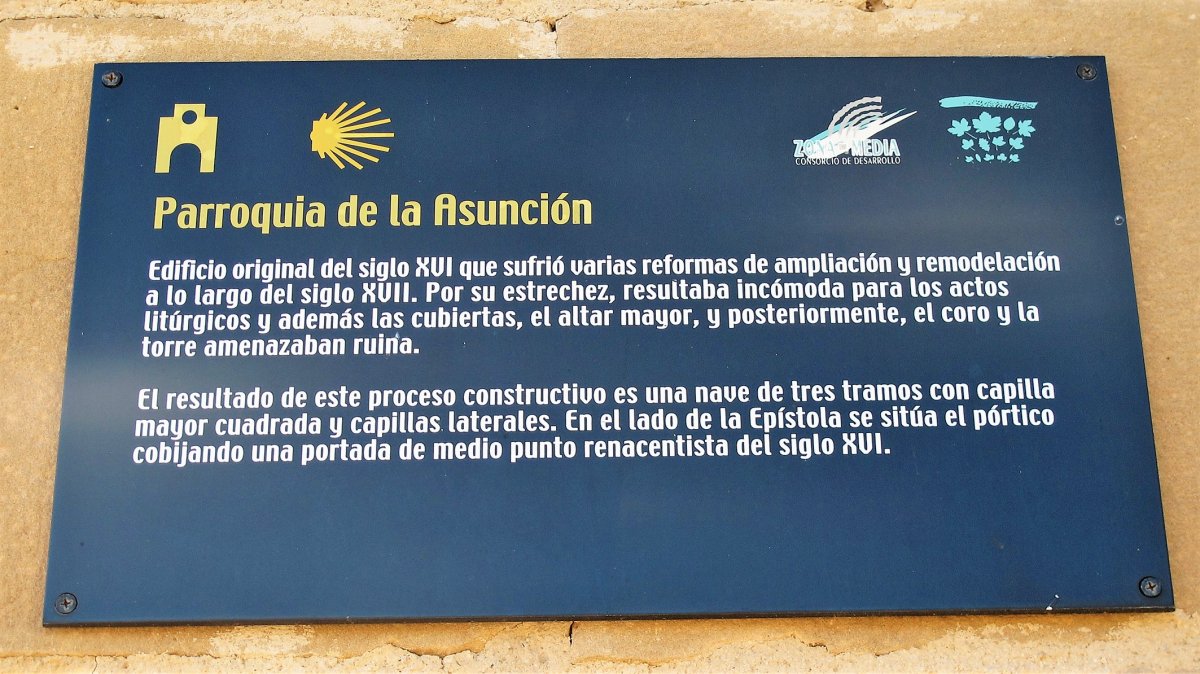 ZONA MEDIA
CONSORCIO DE DESARROLLO
Parroquia de la Asunción
Edificio original del siglo XVI que sufrió varias reformas de ampliación y remodelación
a lo largo del siglo XVII. Por su estrechez, resultaba incómoda para los actos
litúrgicos y además las cubiertas, el altar mayor, y posteriormente, el coro y la
torre amenazaban ruina.
El resultado de este proceso constructivo es una nave de tres tramos con capilla
mayor cuadrada y capillas laterales. En el lado de la Epístola se sitúa el pórtico
cobijando una portada de medio punto renacentista del siglo XVI.